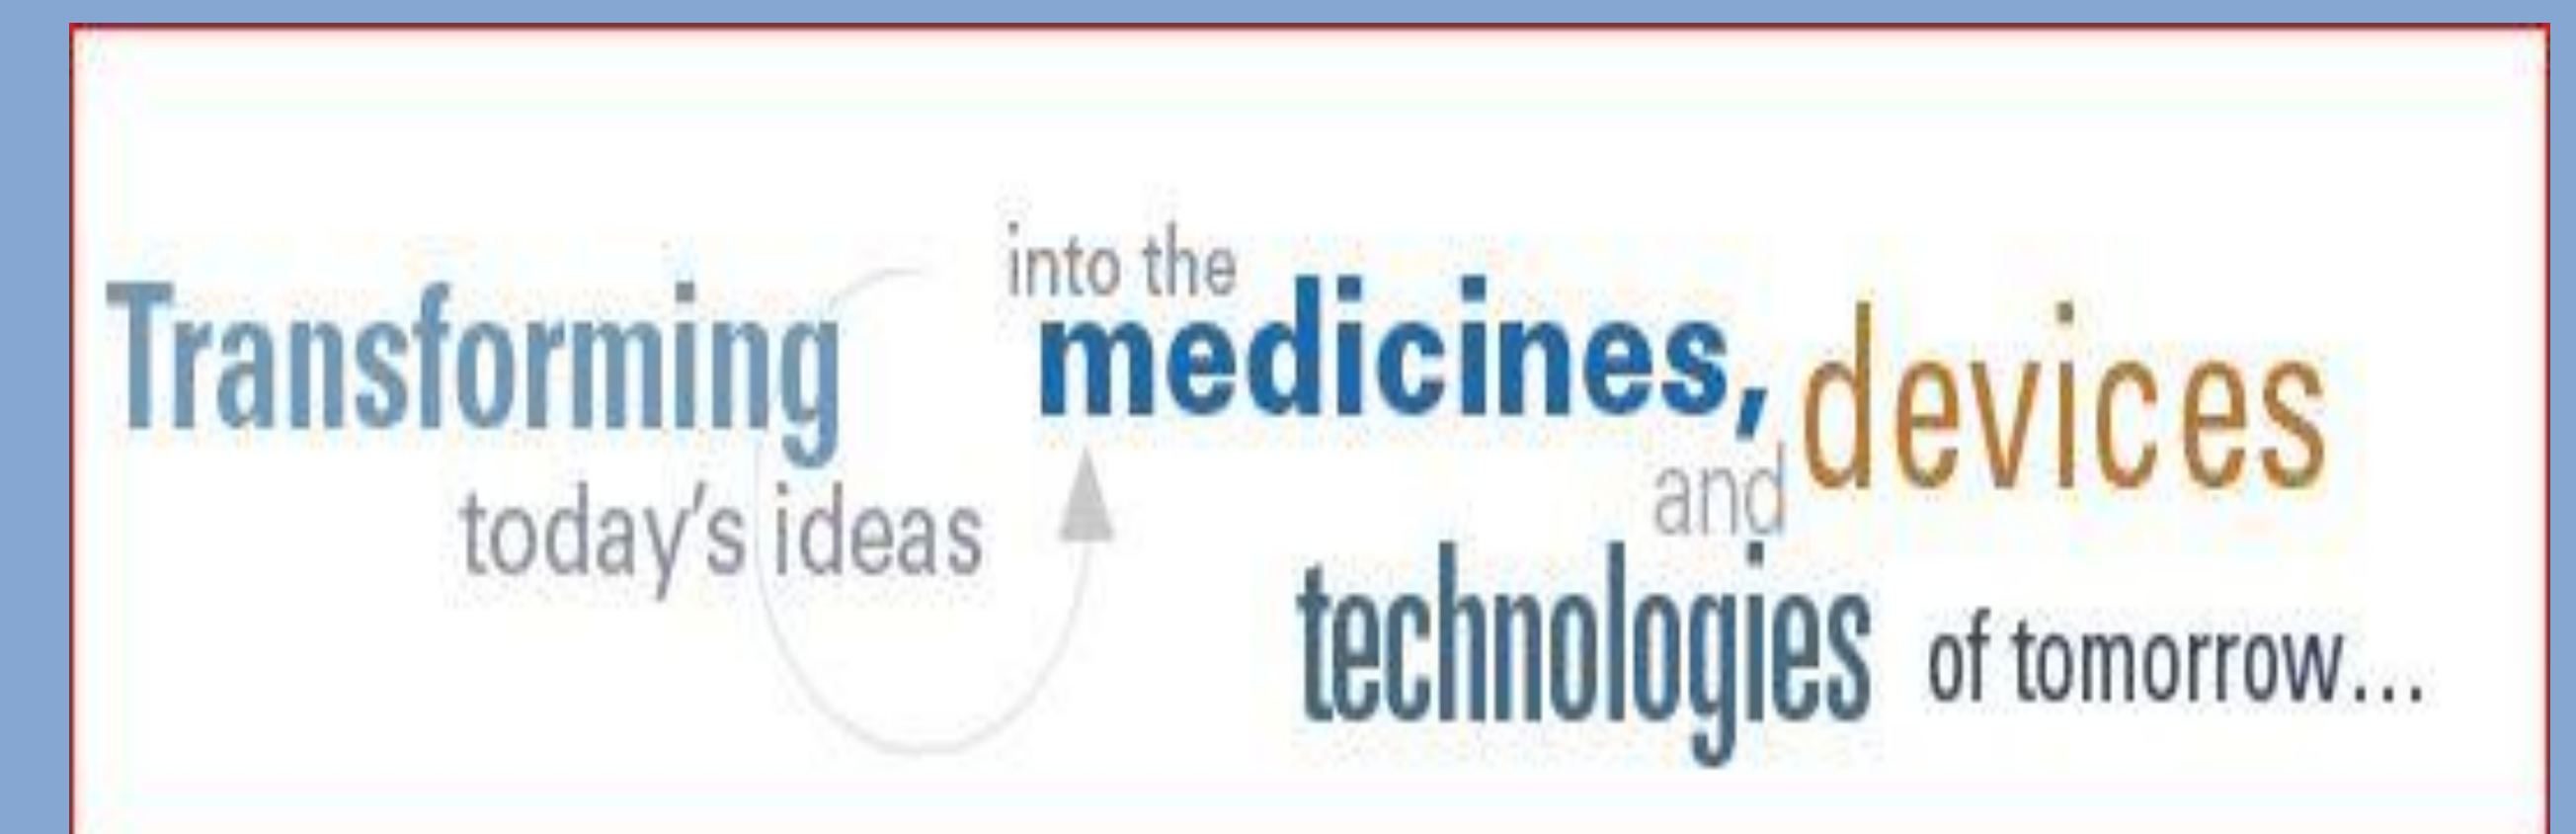 Transforming
today's ideas
into the
medicines, devices
and
technologies of tomorrow...